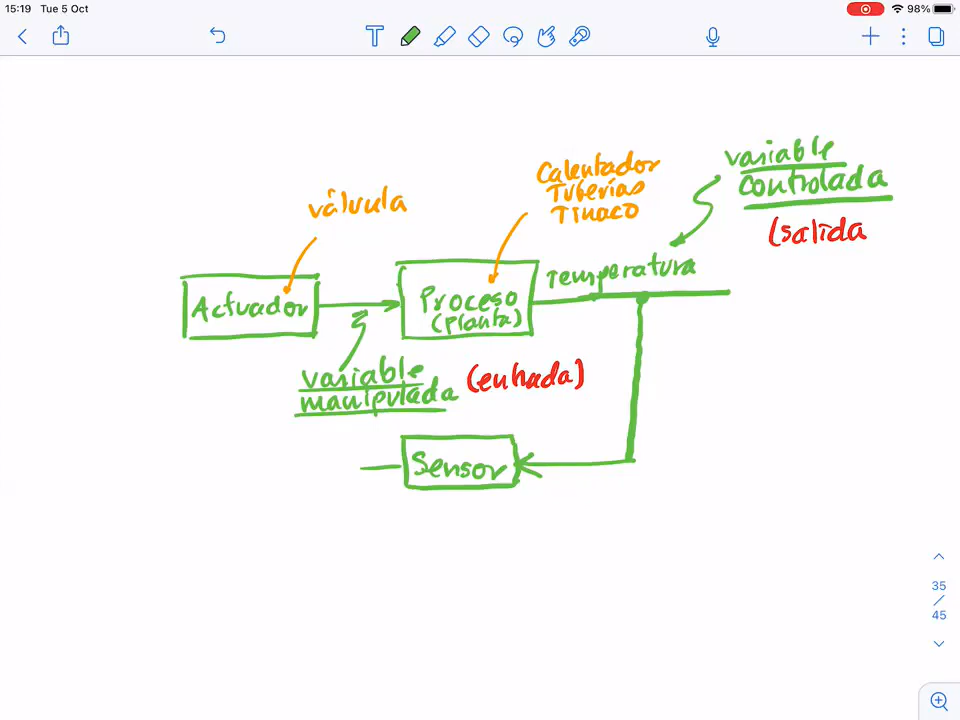 15:19 Tue 5 Oct
98%
variable
controlada
(salida
Calentador
Tuberías
Tinaco
válvula
Temperatura
Actuador
Proceso
(planta)
variable
manipulada
(entrada)
Sensor
35
/
45